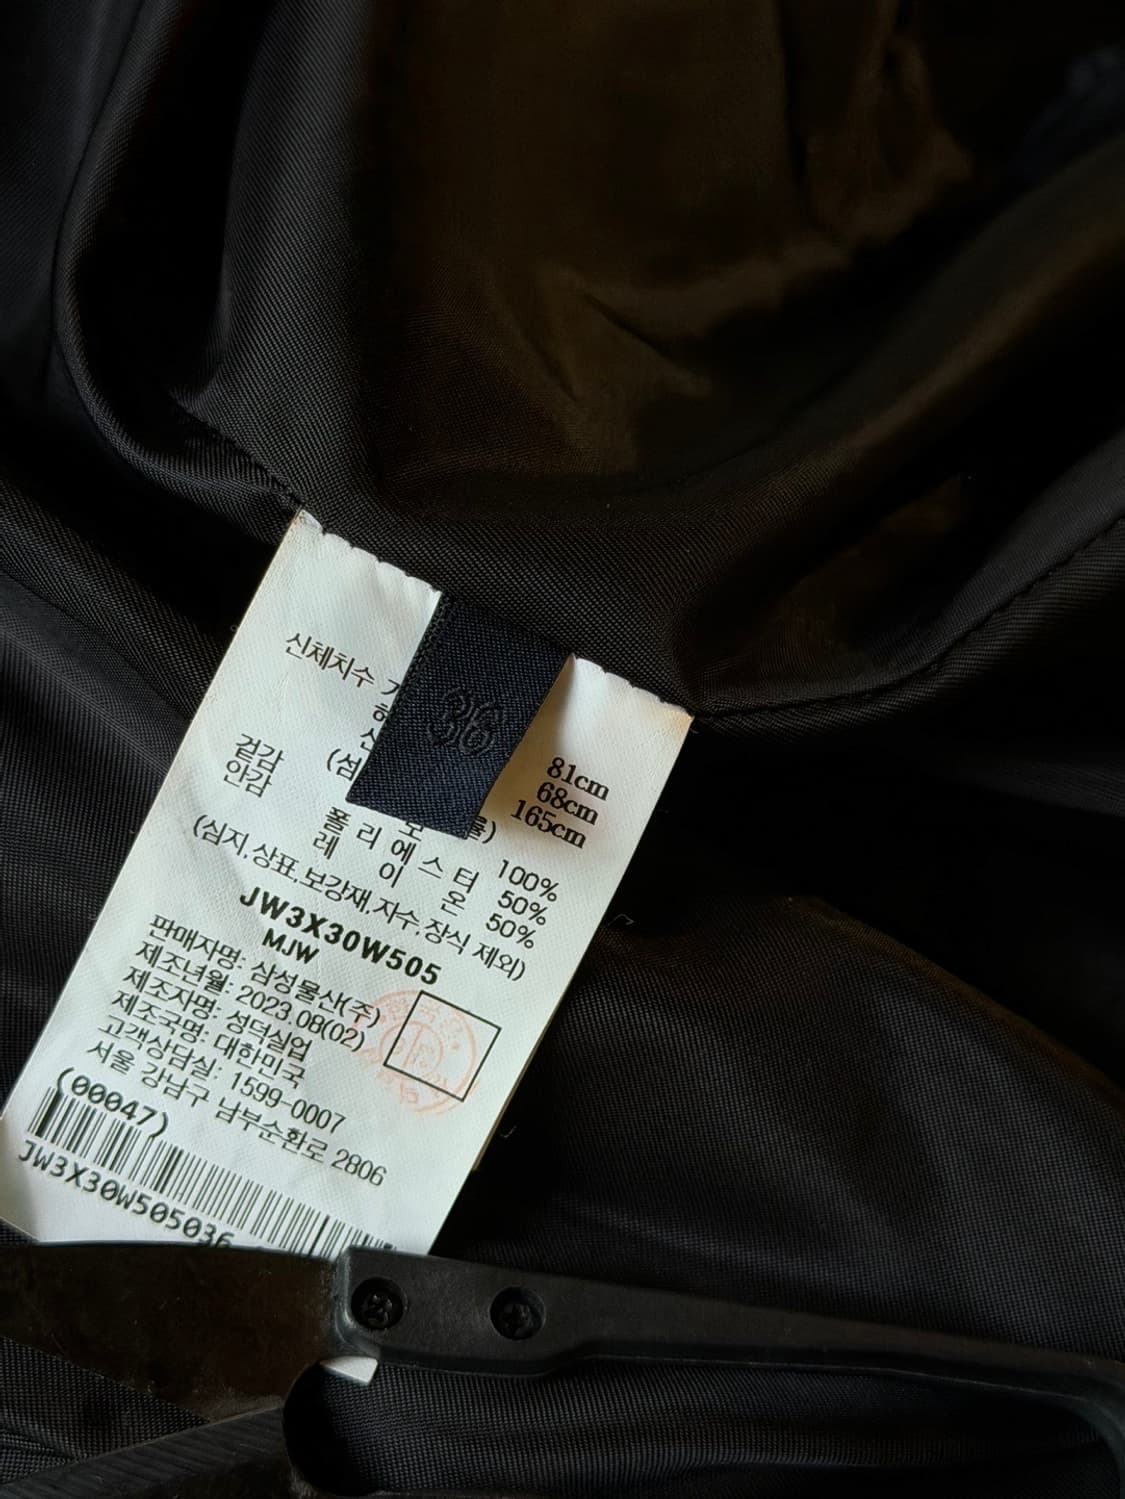 36
신체치수
81cm
68cm
165cm
겉감 (섬
100%
안감 폴리에스터 50%
레이온 50%
(심지,상표,보강재,자수,장식 제외)
JW3X30W505
MJW
판매자명: 삼성물산(주)
제조년월: 2023.08(02)
제조자명: 성덕실업
제조국명: 대한민국
고객상담실: 1599-0007
서울 강남구 남부순환로 2806
(00047)
JW3X30W505036